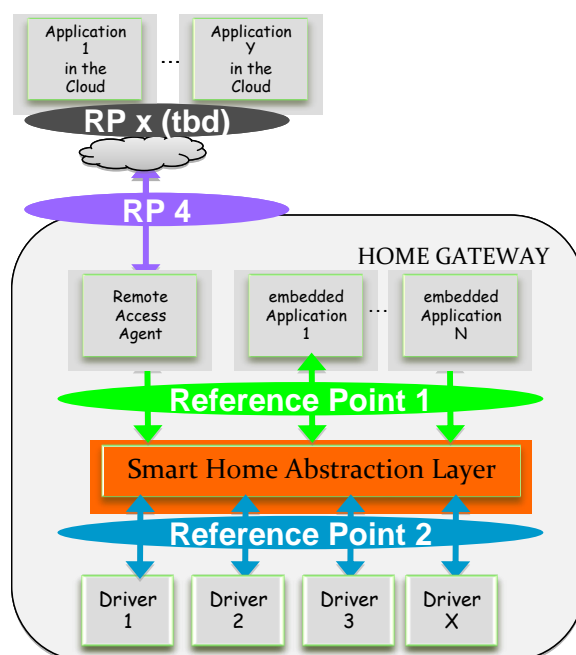 Application
1
in the
Cloud
...
Application
Y
in the
Cloud
RP x (tbd)
RP 4
HOME GATEWAY
Remote
Access
Agent
embedded
Application
1
...
embedded
Application
N
Reference Point 1
Smart Home Abstraction Layer
Reference Point 2
Driver
1
Driver
2
Driver
3
Driver
X